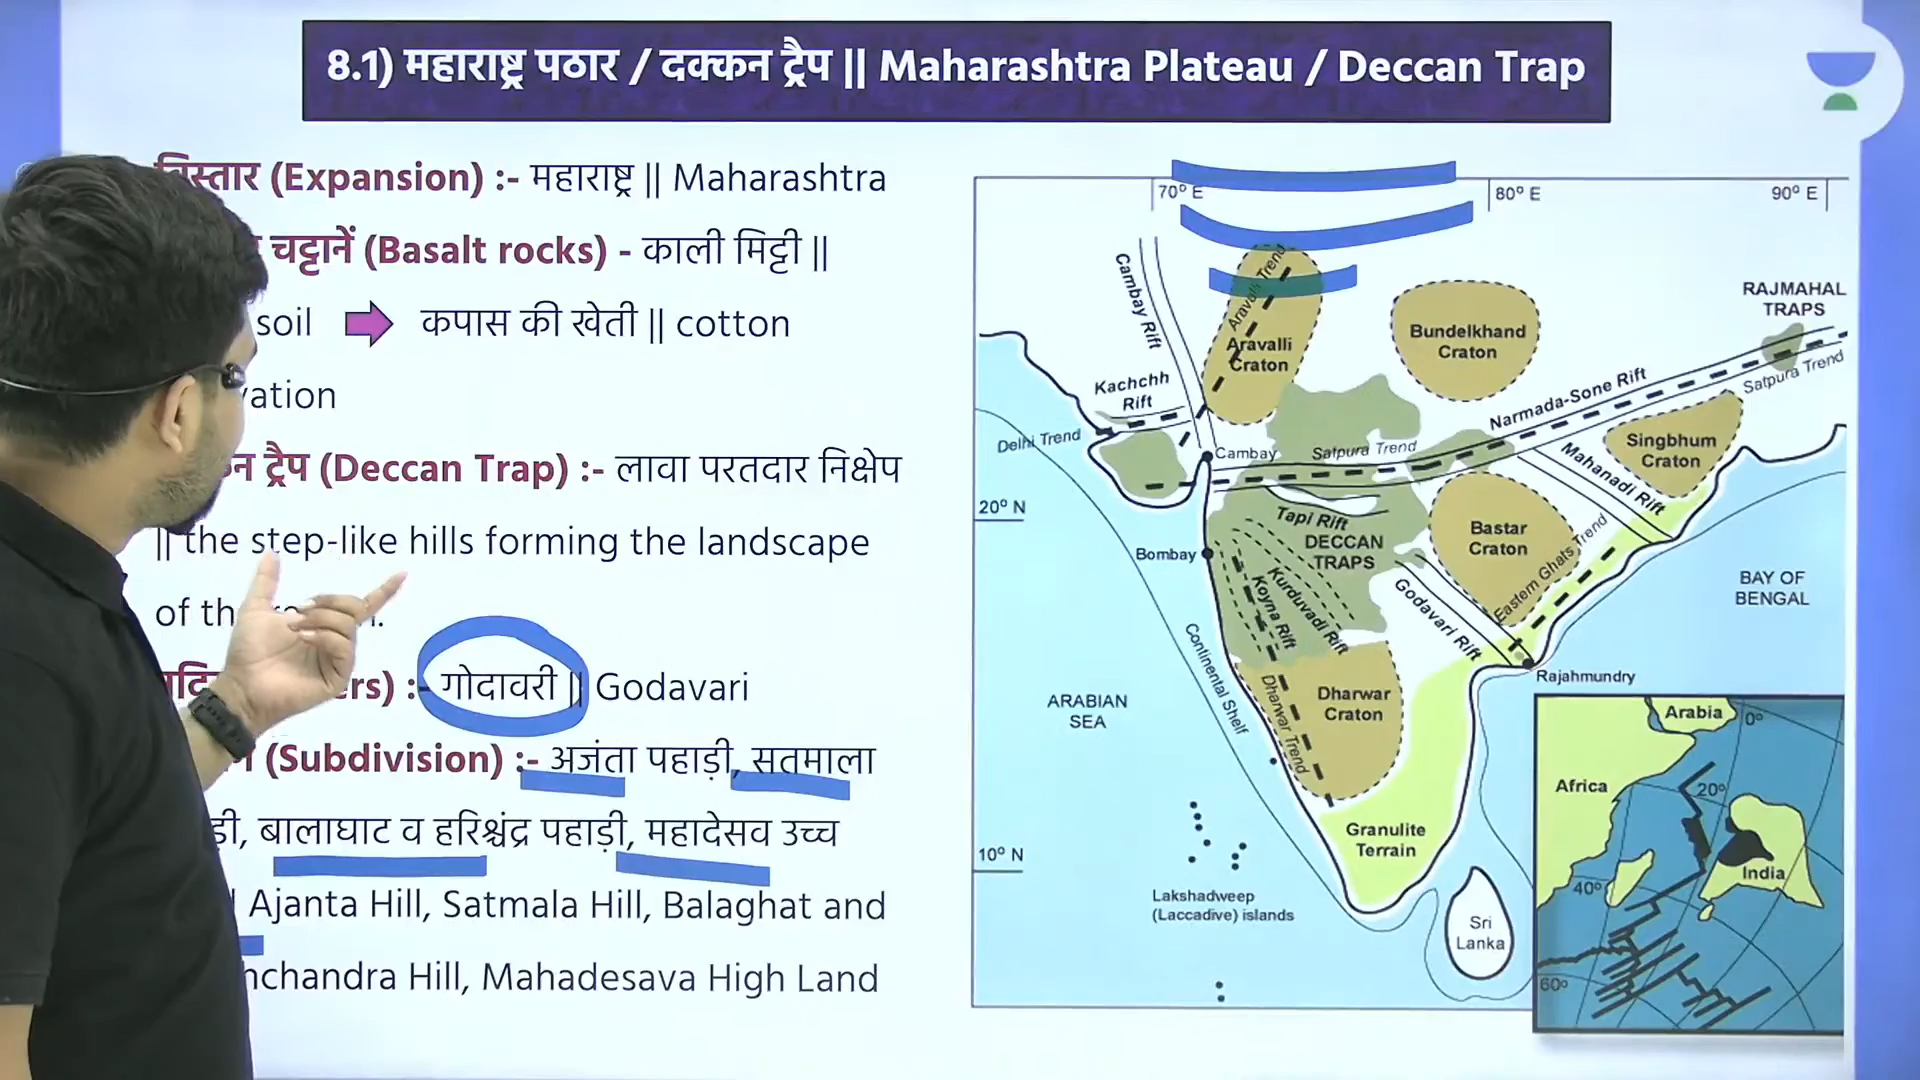 8.1) महाराष्ट्र पठार / दक्कन ट्रैप || Maharashtra Plateau / Deccan Trap
विस्तार (Expansion) :- महाराष्ट्र || Maharashtra
चट्टानें (Basalt rocks) - काली मिट्टी ||
soil कपास की खेती || cotton
vation
ट्रैप (Deccan Trap) :- लावा परतदार निक्षेप
|| the step-like hills forming the landscape
of the
:- गोदावरी || Godavari
(Subdivision) :- अजंता पहाड़ी, सतमाला
बालाघाट व हरिश्चंद्र पहाड़ी, महादेसव उच्च
Ajanta Hill, Satmala Hill, Balaghat and
hchandra Hill, Mahadesava High Land
70° E
80° E
90° E
Cambay Rift
Aravalli Trend
Aravalli
Craton
Bundelkhand
Craton
RAJMAHAL
TRAPS
Kachchh
Rift
Narmada-Sone Rift
Satpura Trend
Delhi Trend
Cambay
Satpura Trend
Singbhum
Craton
Mahanadi Rift
20° N
Tapi Rift
DECCAN
TRAPS
Bastar
Craton
Eastern Ghats Trend
Bombay
Koyna Rift
Kurduvadi Rift
Godavari Rift
BAY OF
BENGAL
Continental Shelf
Rajahmundry
ARABIAN
SEA
Dharwar
Craton
Dharwar Trend
Granulite
Terrain
10° N
Lakshadweep
(Laccadive) islands
Sri
Lanka
Arabia
0°
Africa
20°
India
40°
60°